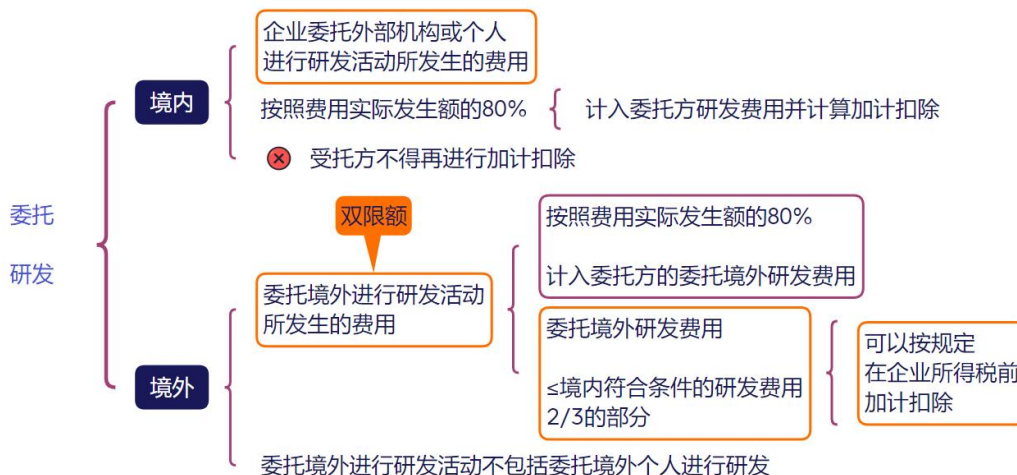 委托
研发
境内
企业委托外部机构或个人
进行研发活动所发生的费用
按照费用实际发生额的80%
计入委托方研发费用并计算加计扣除
受托方不得再进行加计扣除
境外
双限额
委托境外进行研发活动
所发生的费用
按照费用实际发生额的80%
计入委托方的委托境外研发费用
委托境外研发费用
≤境内符合条件的研发费用
2/3的部分
可以按规定
在企业所得税前
加计扣除
委托境外进行研发活动不包括委托境外个人进行研发